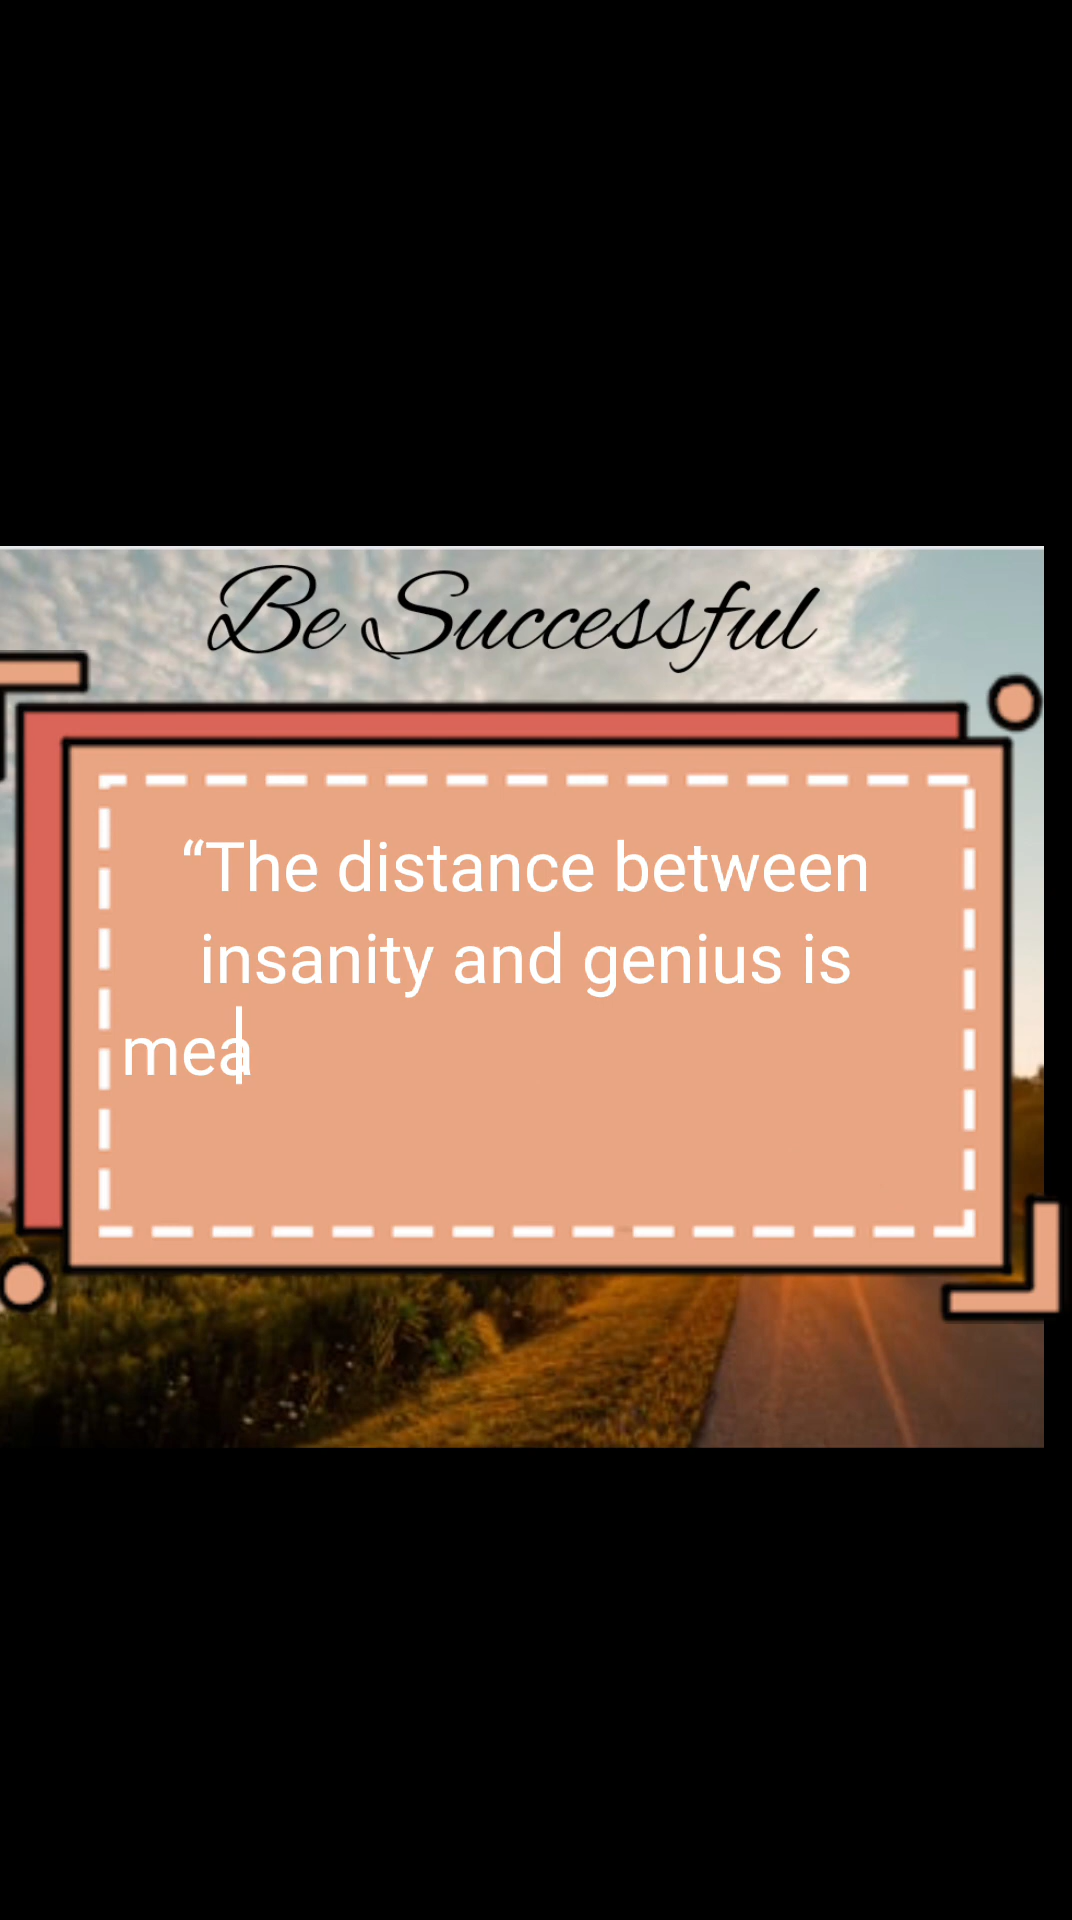 Be Successful
“The distance between
insanity and genius is
mea